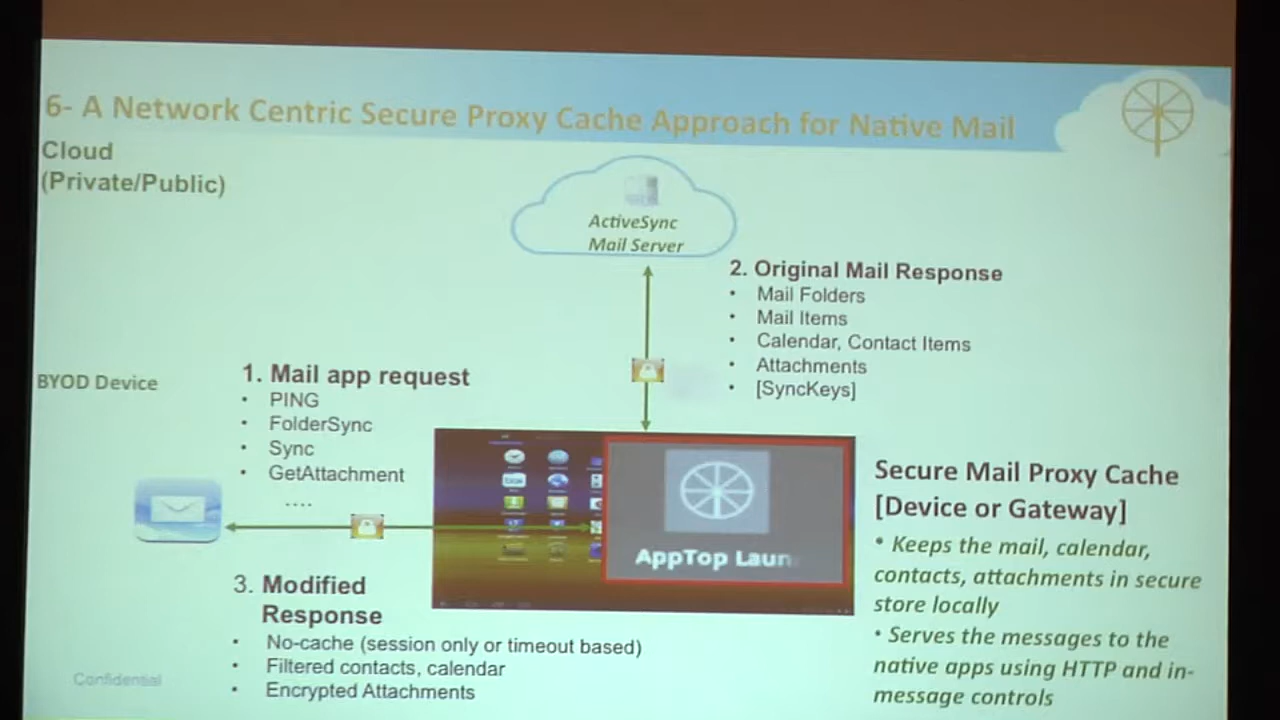 6- A Network Centric Secure Proxy Cache Approach for Native Mail
Cloud
(Private/Public)
ActiveSync
Mail Server
2. Original Mail Response
• Mail Folders
• Mail Items
• Calendar, Contact Items
• Attachments
• [SyncKeys]
BYOD Device
1. Mail app request
• PING
• FolderSync
• Sync
• GetAttachment
....
AppTop Laun
Secure Mail Proxy Cache
[Device or Gateway]
• Keeps the mail, calendar,
contacts, attachments in secure
store locally
• Serves the messages to the
native apps using HTTP and in-
message controls
3. Modified
Response
• No-cache (session only or timeout based)
• Filtered contacts, calendar
• Encrypted Attachments
Confidential